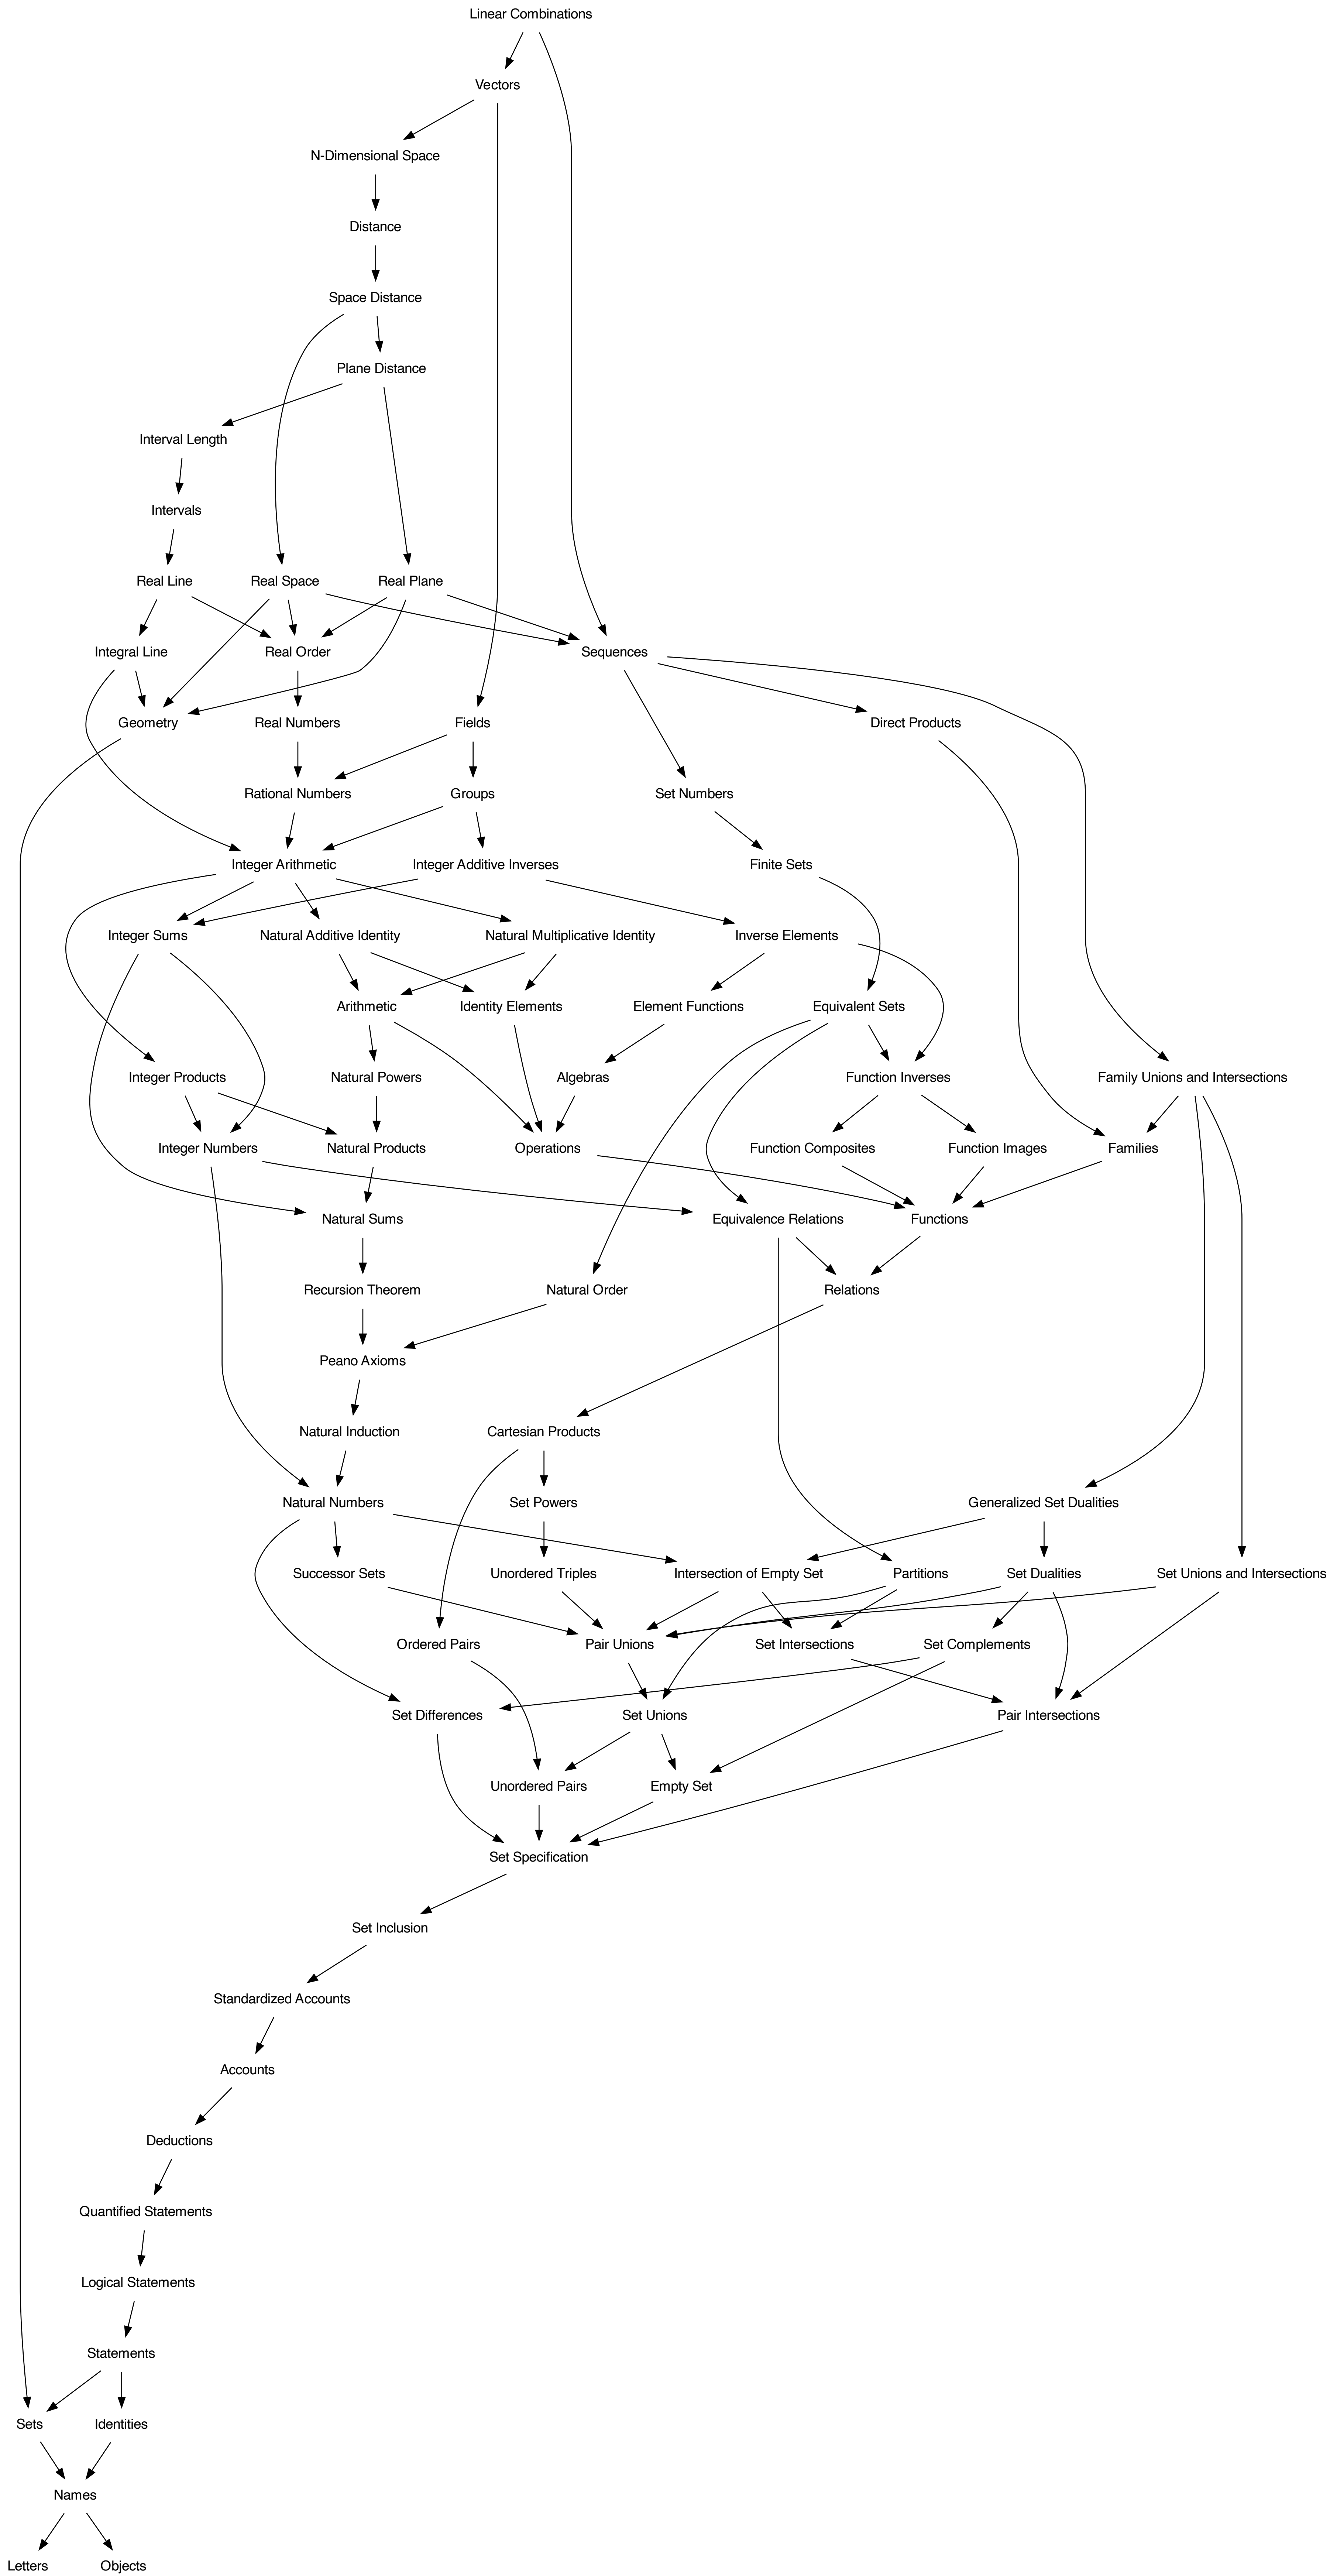 Linear Combinations
Vectors
N-Dimensional Space
Distance
Space Distance
Plane Distance
Interval Length
Intervals
Real Line
Real Space
Real Plane
Integral Line
Real Order
Sequences
Geometry
Real Numbers
Fields
Direct Products
Rational Numbers
Groups
Set Numbers
Integer Arithmetic
Integer Additive Inverses
Finite Sets
Integer Sums
Natural Additive Identity
Natural Multiplicative Identity
Inverse Elements
Arithmetic
Identity Elements
Element Functions
Equivalent Sets
Integer Products
Natural Powers
Algebras
Function Inverses
Family Unions and Intersections
Integer Numbers
Natural Products
Operations
Function Composites
Function Images
Families
Natural Sums
Equivalence Relations
Functions
Recursion Theorem
Natural Order
Relations
Peano Axioms
Natural Induction
Cartesian Products
Natural Numbers
Set Powers
Generalized Set Dualities
Successor Sets
Unordered Triples
Intersection of Empty Set
Partitions
Set Dualities
Set Unions and Intersections
Ordered Pairs
Pair Unions
Set Intersections
Set Complements
Set Differences
Set Unions
Pair Intersections
Unordered Pairs
Empty Set
Set Specification
Set Inclusion
Standardized Accounts
Accounts
Deductions
Quantified Statements
Logical Statements
Statements
Sets
Identities
Names
Letters
Objects